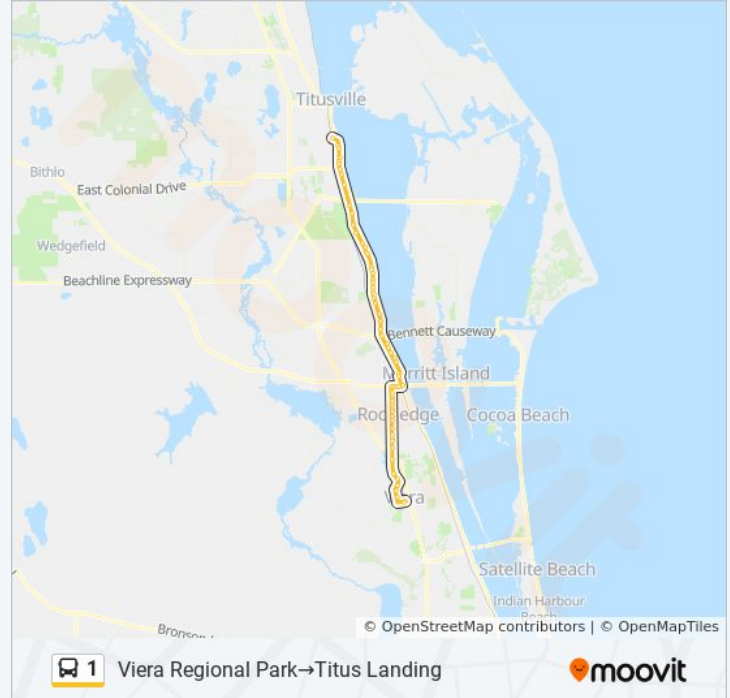 Titusville
Bithlo
East Colonial Drive
Wedgefield
Beachline Expressway
Bennett Causeway
Merritt Island
Rockledge
Cocoa Beach
Viera
Satellite Beach
Indian Harbour
Beach
© OpenStreetMap contributors | © OpenMapTiles
1 Viera Regional Park→Titus Landing
moovit